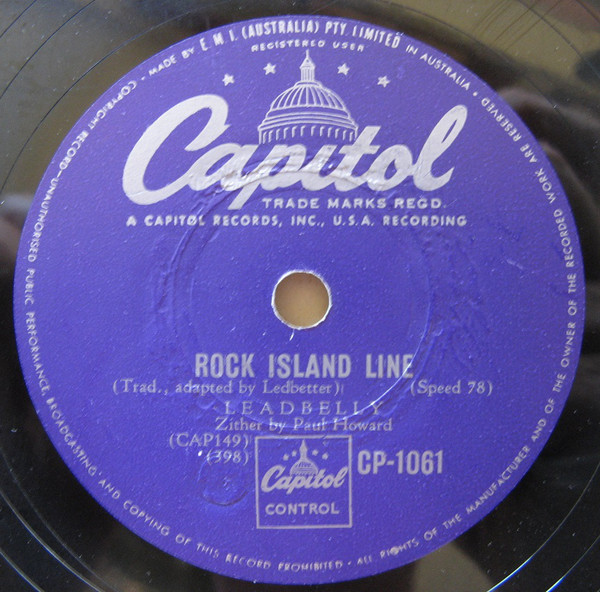 MADE BY E. M. I. (AUSTRALIA) PTY. LIMITED IN AUSTRALIA •
REGISTERED USER
Capitol
TRADE MARKS REGD.
A CAPITOL RECORDS, INC., U.S.A. RECORDING
ROCK ISLAND LINE
(Trad., adapted by Ledbetter) (Speed 78)
LEADBELLY
Zither by Paul Howard
(CAP149)
(398)
Capitol
CONTROL
CP-1061
COPYRIGHT RECORD—UNAUTHORISED PUBLIC PERFORMANCE BROADCASTING AND COPYING OF THIS RECORD PROHIBITED • ALL RIGHTS OF THE MANUFACTURER AND OF THE OWNER OF THE RECORDED WORK ARE RESERVED